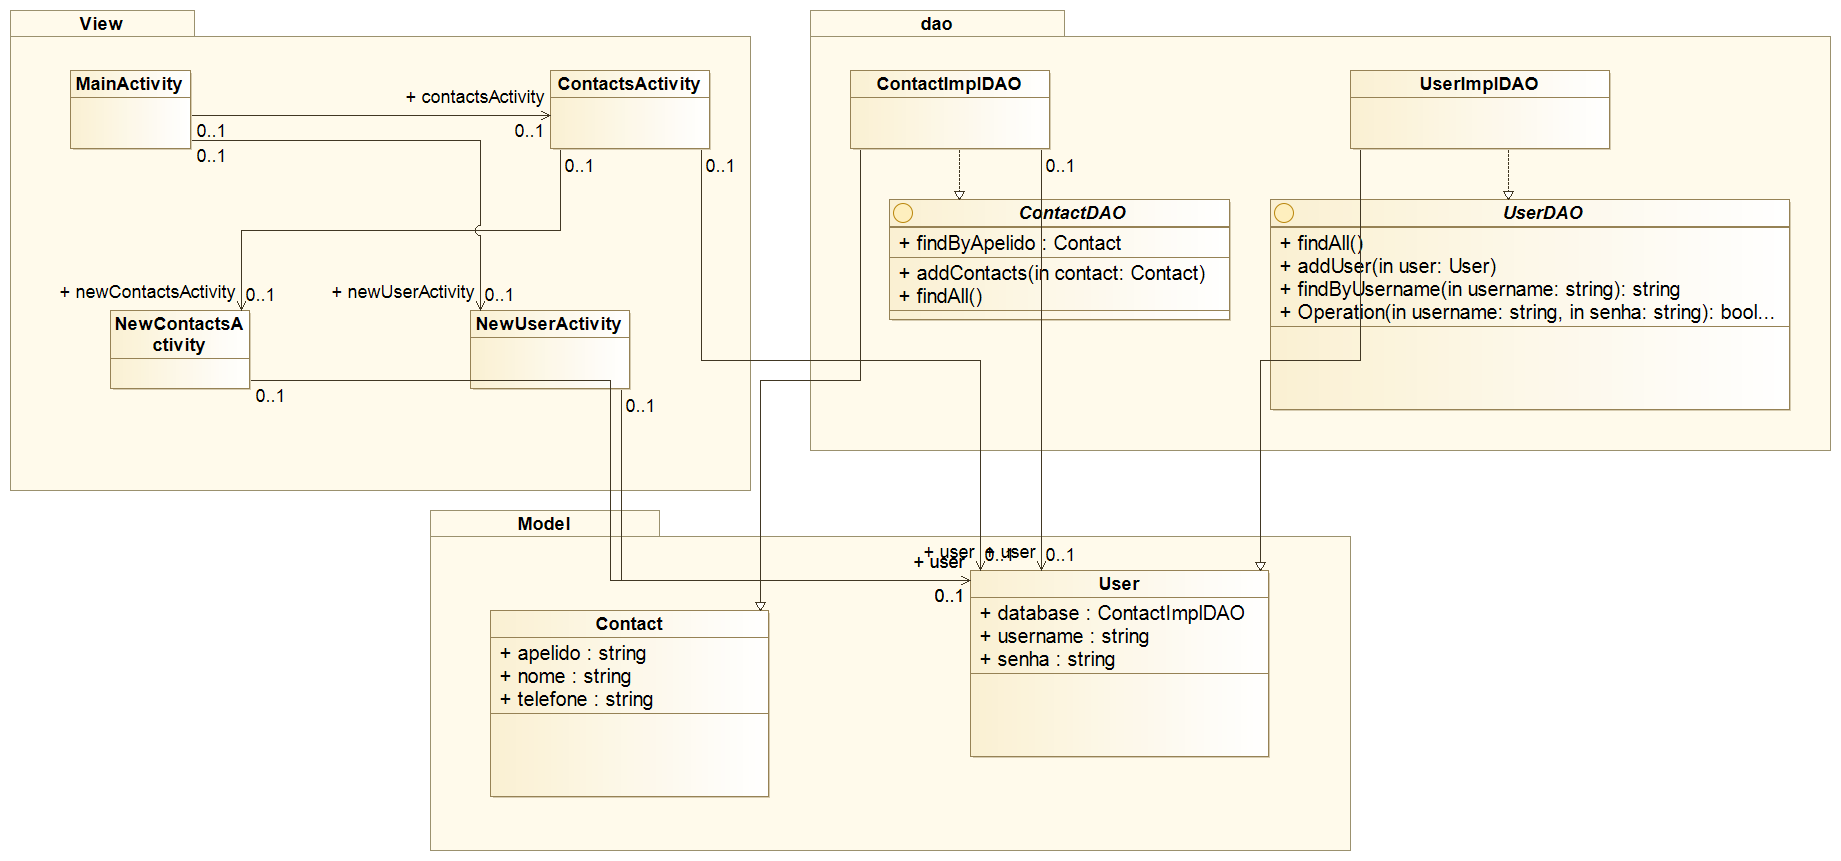 View
MainActivity
ContactsActivity
+ contactsActivity
0..1
0..1
0..1
0..1
0..1
+ newContactsActivity
0..1
+ newUserActivity
0..1
NewContactsA
ctivity
NewUserActivity
0..1
0..1
dao
ContactImplDAO
UserImplDAO
0..1
ContactDAO
+ findByApelido : Contact
+ addContacts(in contact: Contact)
+ findAll()
UserDAO
+ findAll()
+ addUser(in user: User)
+ findByUsername(in username: string): string
+ Operation(in username: string, in senha: string): bool...
Model
+ user
0..1
+ user
0..1
+ user
0..1
Contact
+ apelido : string
+ nome : string
+ telefone : string
User
+ database : ContactImplDAO
+ username : string
+ senha : string